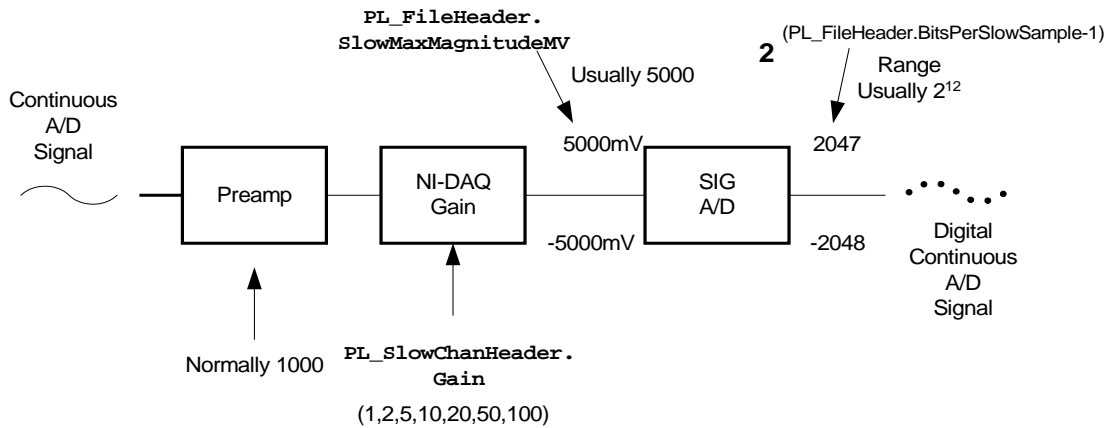 PL_FileHeader.
SlowMaxMagnitudeMV
2 (PL_FileHeader.BitsPerSlowSample-1)
Usually 5000
Range
Usually 2¹²
Continuous
A/D
Signal
5000mV
2047
Preamp
NI-DAQ
Gain
SIG
A/D
-5000mV
-2048
Digital
Continuous
A/D
Signal
Normally 1000
PL_SlowChanHeader.
Gain
(1,2,5,10,20,50,100)